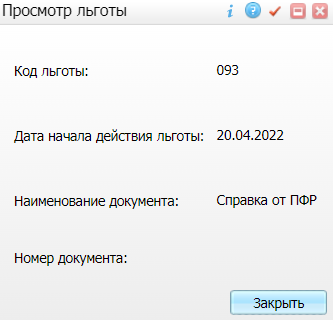 Просмотр льготы
Код льготы: 093
Дата начала действия льготы: 20.04.2022
Наименование документа: Справка от ПФР
Номер документа:
Закрыть